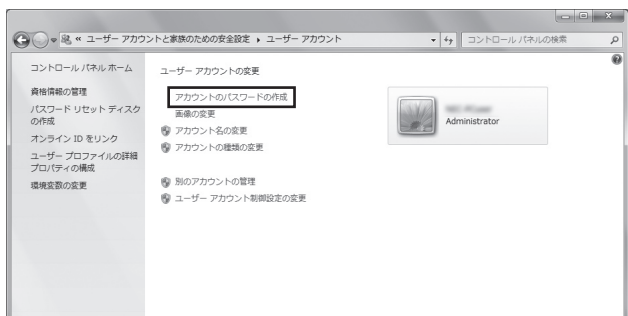 « ユーザー アカウントと家族のための安全設定 ▸ ユーザー アカウント
コントロール パネルの検索
コントロール パネル ホーム
資格情報の管理
パスワード リセット ディスク
の作成
オンライン ID をリンク
ユーザー プロファイルの詳細
プロパティの構成
環境変数の変更
ユーザー アカウントの変更
アカウントのパスワードの作成
画像の変更
アカウント名の変更
アカウントの種類の変更
別のアカウントの管理
ユーザー アカウント制御設定の変更
Administrator